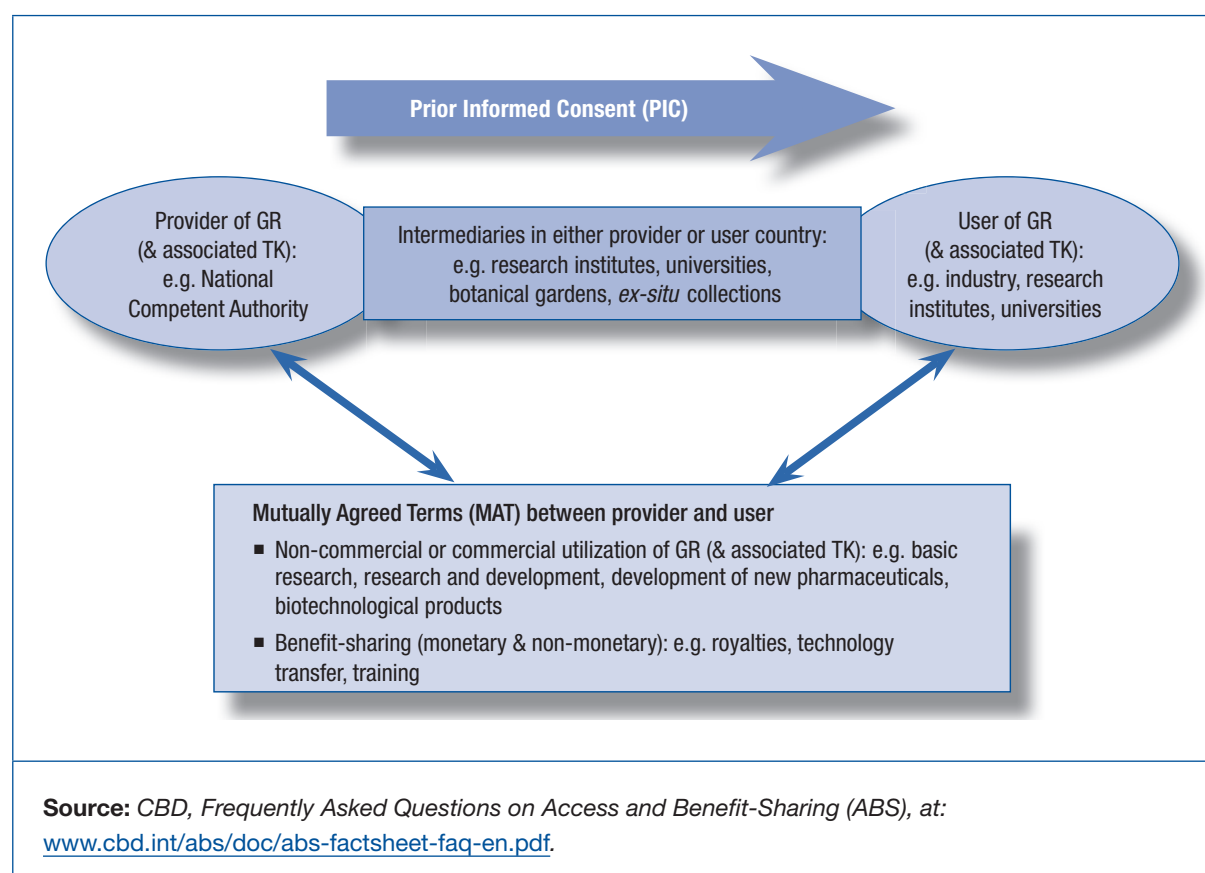 Prior Informed Consent (PIC)
Provider of GR
(& associated TK):
e.g. National
Competent Authority
Intermediaries in either provider or user country:
e.g. research institutes, universities,
botanical gardens, ex-situ collections
User of GR
(& associated TK):
e.g. industry, research
institutes, universities
Mutually Agreed Terms (MAT) between provider and user
▪ Non-commercial or commercial utilization of GR (& associated TK): e.g. basic
research, research and development, development of new pharmaceuticals,
biotechnological products
▪ Benefit-sharing (monetary & non-monetary): e.g. royalties, technology
transfer, training
Source: CBD, Frequently Asked Questions on Access and Benefit-Sharing (ABS), at:
www.cbd.int/abs/doc/abs-factsheet-faq-en.pdf.